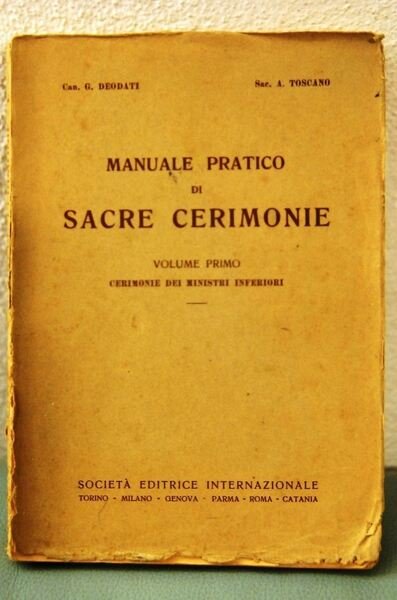 Can. G. DEODATI Sac. A. TOSCANO
MANUALE PRATICO
DI
SACRE CERIMONIE
VOLUME PRIMO
CERIMONIE DEI MINISTRI INFERIORI
SOCIETÀ EDITRICE INTERNAZIONALE
TORINO - MILANO - GENOVA - PARMA - ROMA - CATANIA